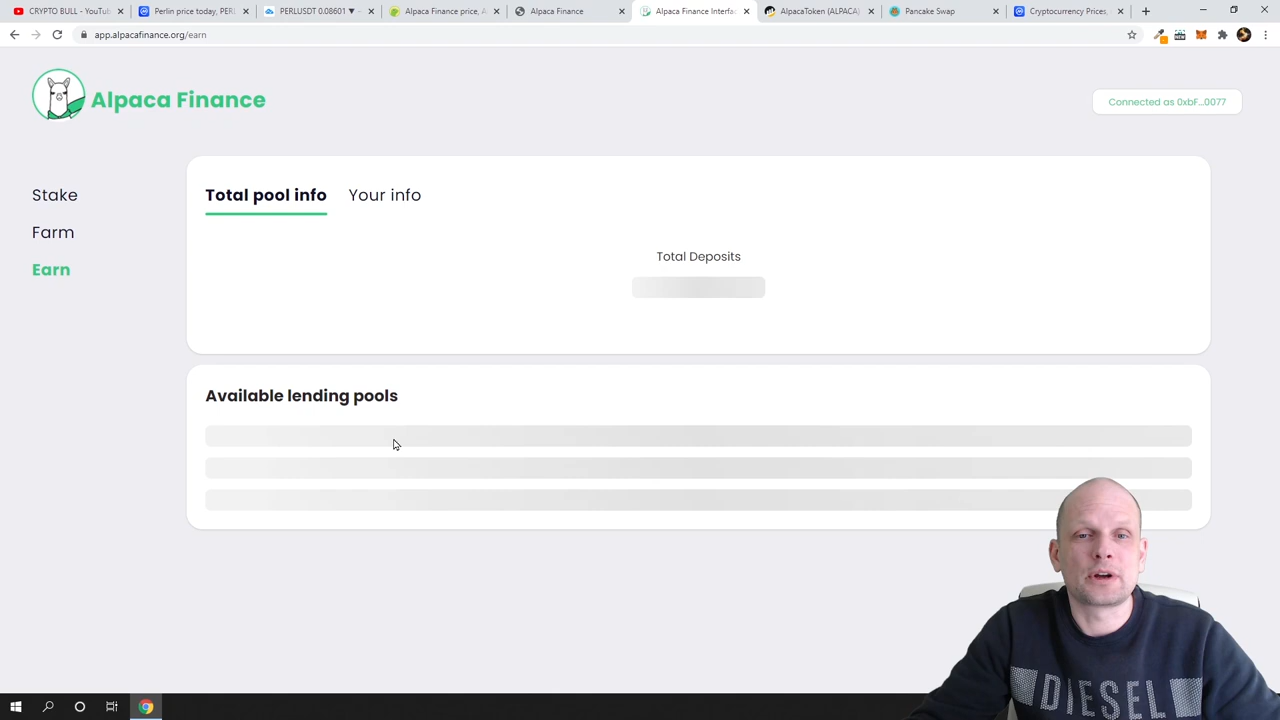 CRYPTO BULL - YouTub
Perlin price today, PERL
PERLUSDT 0.08601 ▼ –
Alpaca Finance price, A
Alpaca Finance
Alpaca Finance Interfac
AlpacaToken (ALPACA)
Pancake Swap
Cryptocurrency Prices,
app.alpacafinance.org/earn
Alpaca Finance
Connected as 0xbF...0077
Stake
Farm
Earn
Total pool info
Your info
Total Deposits
Available lending pools
DIESEL